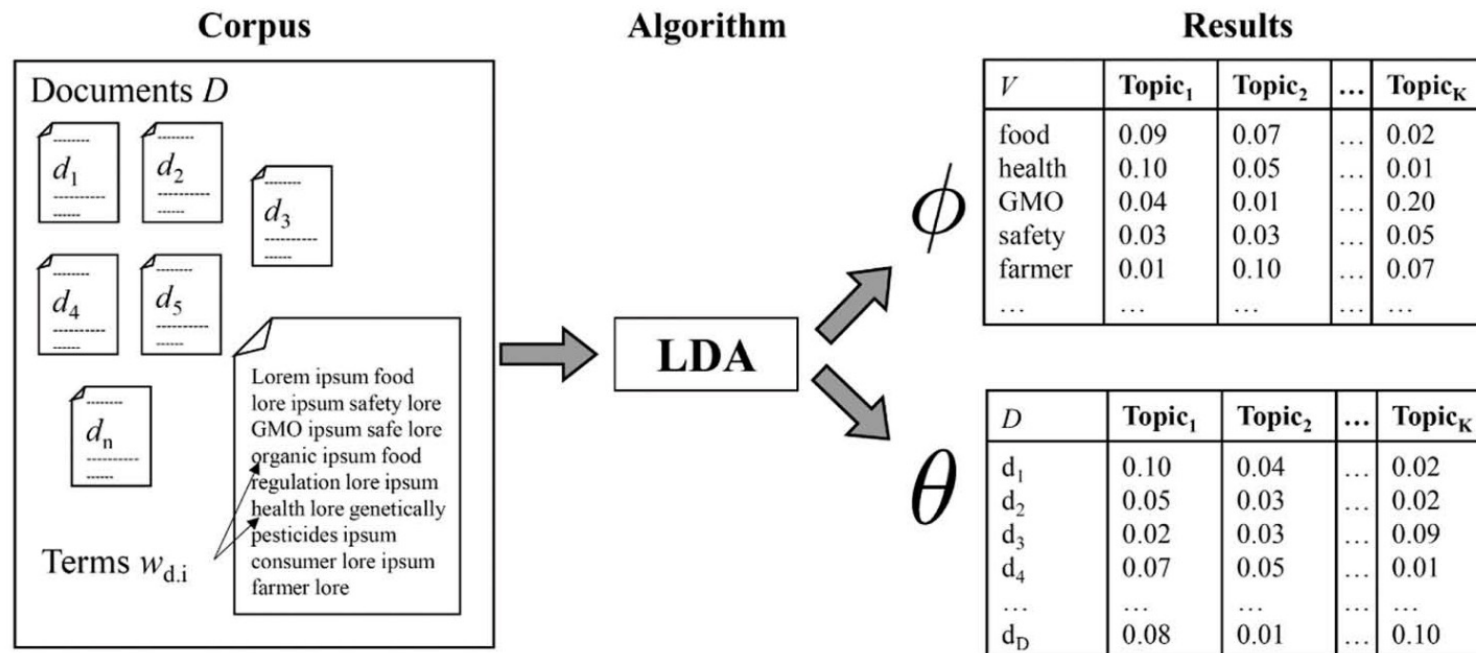 Corpus
Algorithm
Results
Documents D
d1
d2
d3
d4
d5
dn
Lorem ipsum food
lore ipsum safety lore
GMO ipsum safe lore
organic ipsum food
regulation lore ipsum
health lore genetically
pesticides ipsum
consumer lore ipsum
farmer lore
Terms wd.i
LDA
ϕ
V Topic1 Topic2 ... TopicK
food 0.09 0.07 ... 0.02
health 0.10 0.05 ... 0.01
GMO 0.04 0.01 ... 0.20
safety 0.03 0.03 ... 0.05
farmer 0.01 0.10 ... 0.07
... ... ... ... ...
θ
D Topic1 Topic2 ... TopicK
d1 0.10 0.04 ... 0.02
d2 0.05 0.03 ... 0.02
d3 0.02 0.03 ... 0.09
d4 0.07 0.05 ... 0.01
... ... ... ... ...
dD 0.08 0.01 ... 0.10